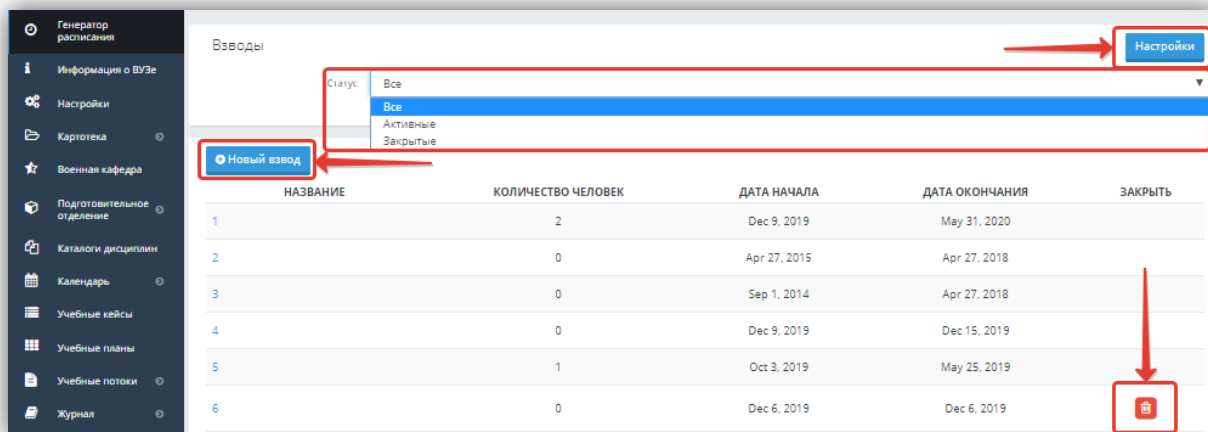 Генератор
расписания
Информация о ВУЗе
Настройки
Картотека
Военная кафедра
Подготовительное
отделение
Каталоги дисциплин
Календарь
Учебные кейсы
Учебные планы
Учебные потоки
Журнал
Взводы
Настройки
Статус Все
Все
Активные
Закрытые
Новый взвод
НАЗВАНИЕ КОЛИЧЕСТВО ЧЕЛОВЕК ДАТА НАЧАЛА ДАТА ОКОНЧАНИЯ ЗАКРЫТЬ
1 2 Dec 9, 2019 May 31, 2020
2 0 Apr 27, 2015 Apr 27, 2018
3 0 Sep 1, 2014 Apr 27, 2018
4 0 Dec 9, 2019 Dec 15, 2019
5 1 Oct 3, 2019 May 25, 2019
6 0 Dec 6, 2019 Dec 6, 2019